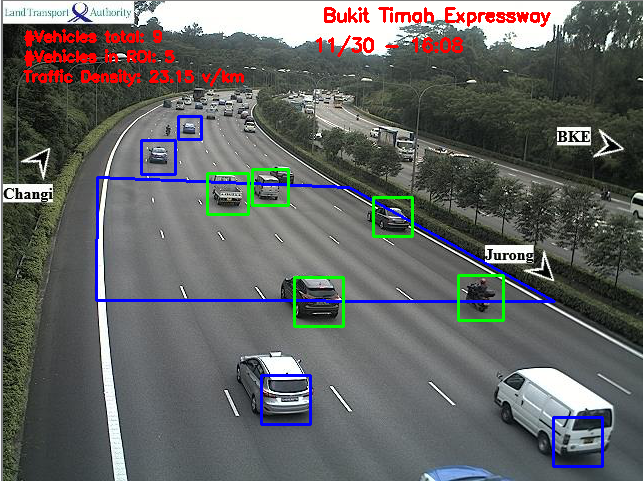 Land Transport Authority
Bukit Timah Expressway
#Vehicles total: 9
11/30 - 16:08
#Vehicles in ROI: 5
Traffic Density: 23.15 v/km
BKE
Changi
Jurong